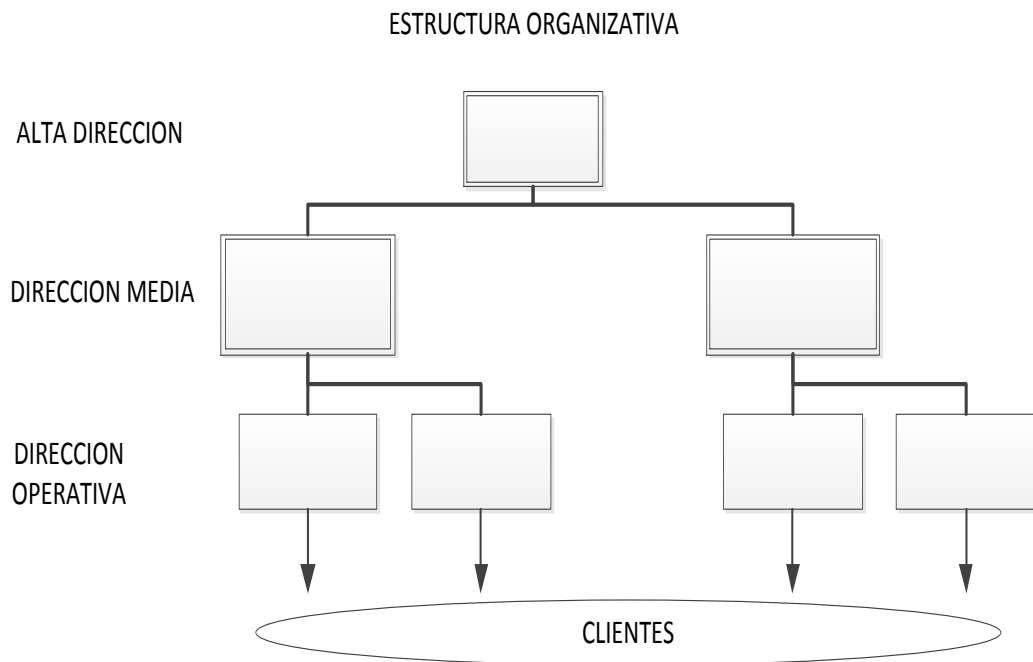 ESTRUCTURA ORGANIZATIVA
ALTA DIRECCION
DIRECCION MEDIA
DIRECCION
OPERATIVA
CLIENTES